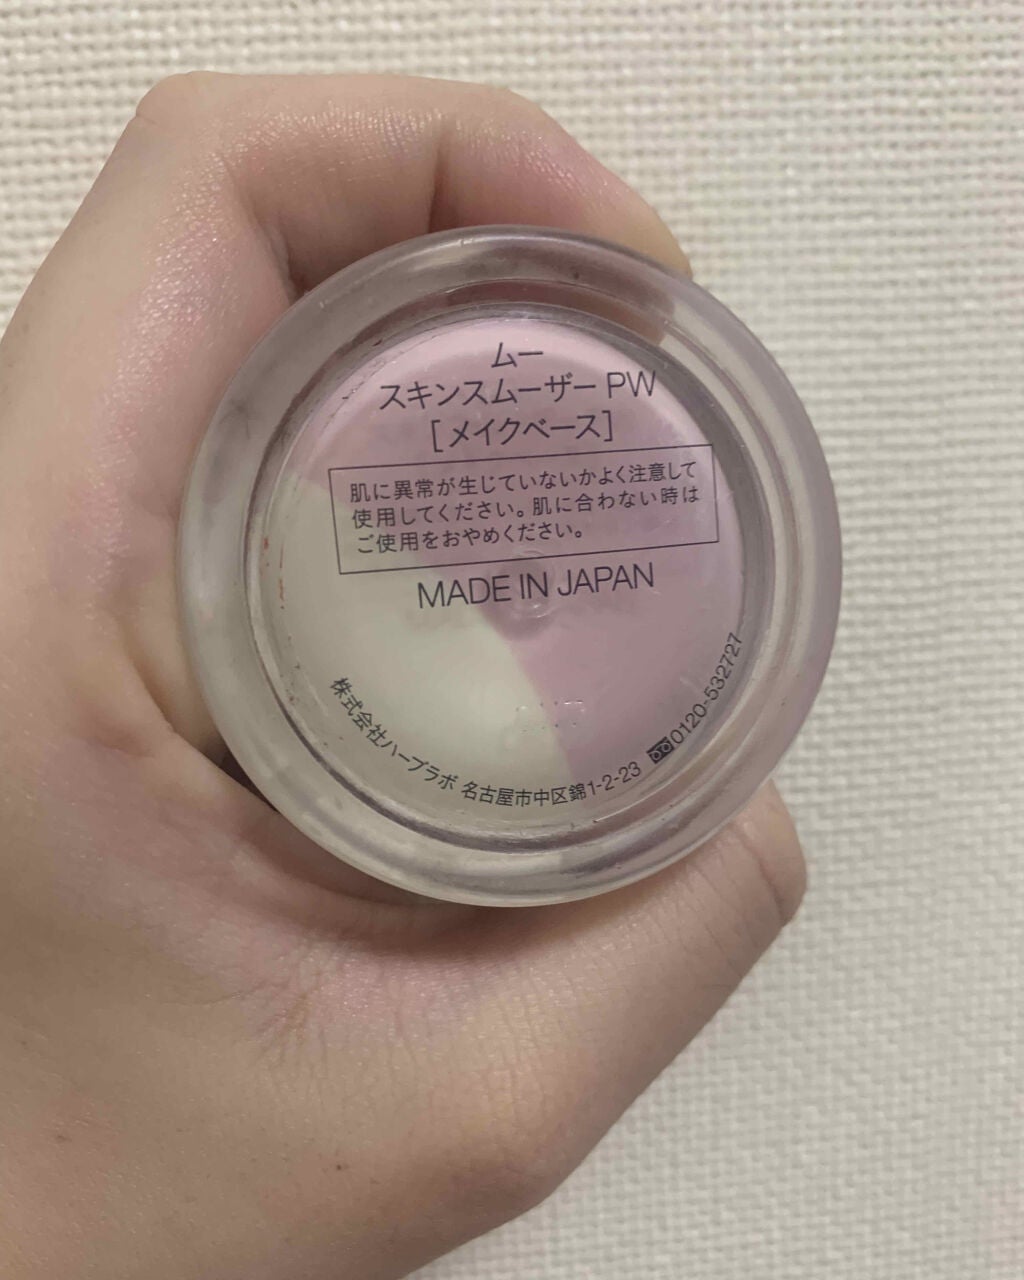 ムー
スキンスムーザー PW
[メイクベース]
肌に異常が生じていないかよく注意して
使用してください。肌に合わない時は
ご使用をおやめください。
MADE IN JAPAN
株式会社ハーブラボ 名古屋市中区錦1-2-23 0120-532727